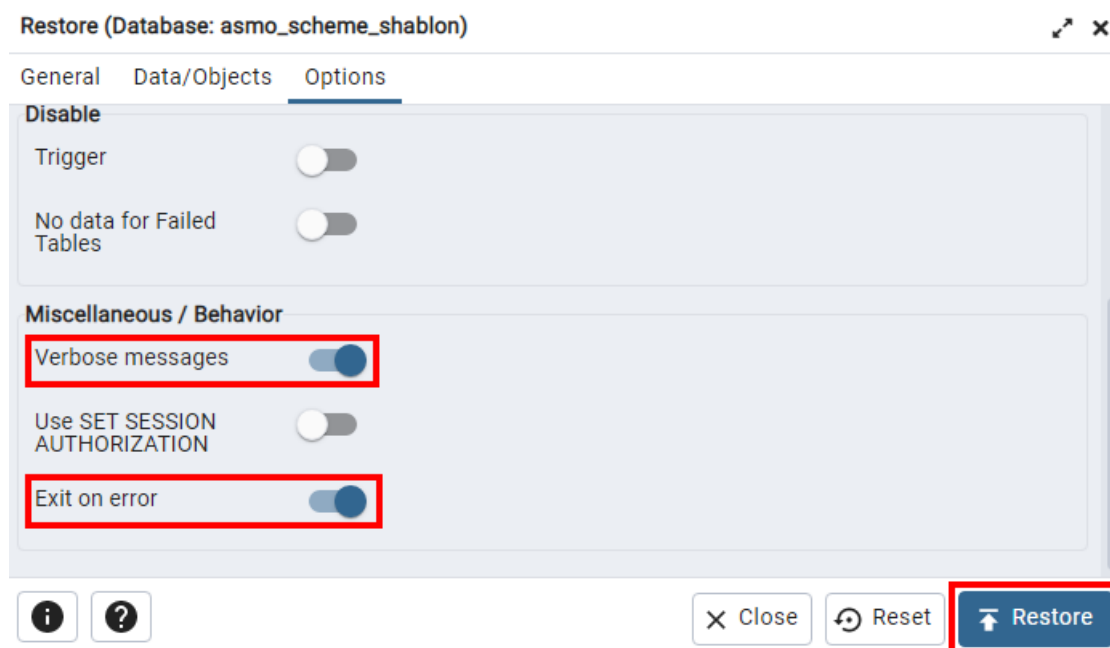 Restore (Database: asmo_scheme_shablon)
General Data/Objects Options
Disable
Trigger
No data for Failed
Tables
Miscellaneous / Behavior
Verbose messages
Use SET SESSION
AUTHORIZATION
Exit on error
Close Reset Restore